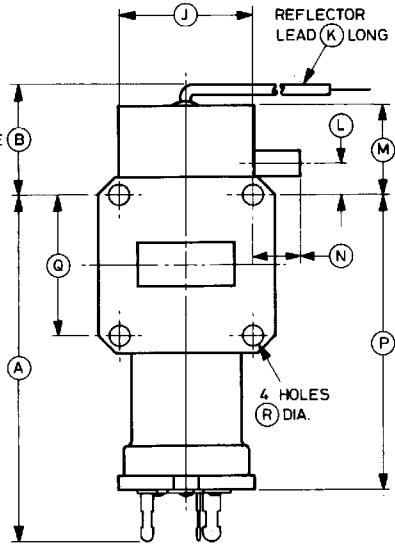 J
REFLECTOR
LEAD K LONG
E B
L
M
Q
N
A
P
4 HOLES
R DIA.